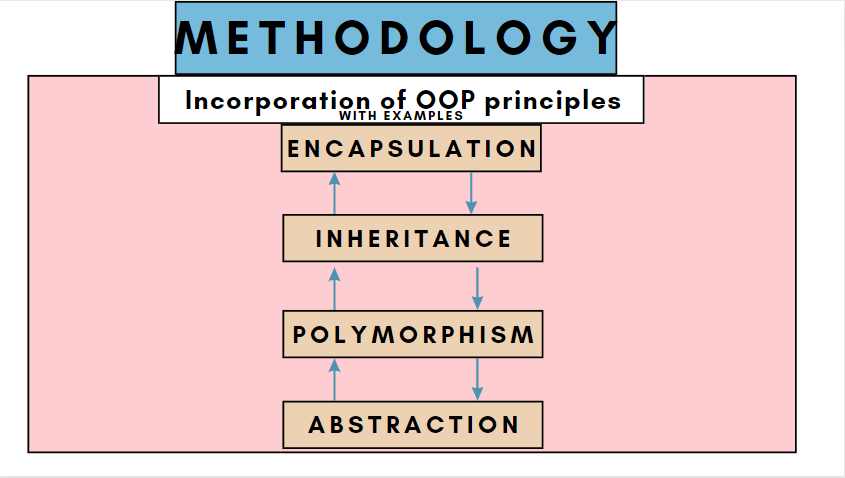 METHODOLOGY
Incorporation of OOP principles
WITH EXAMPLES
ENCAPSULATION
INHERITANCE
POLYMORPHISM
ABSTRACTION